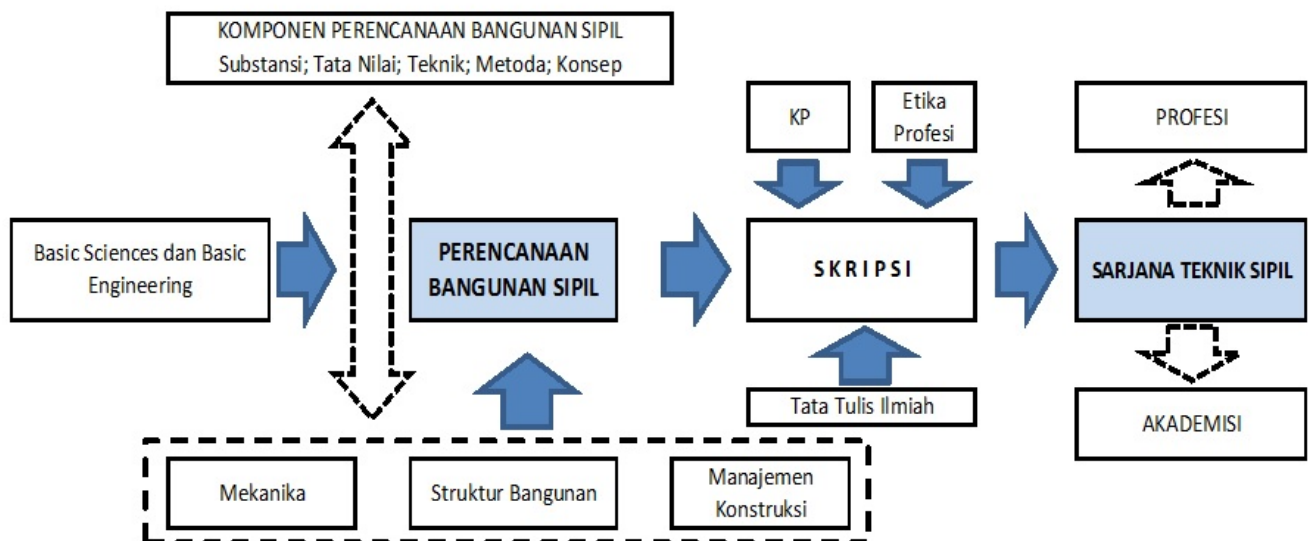 KOMPONEN PERENCANAAN BANGUNAN SIPIL
Substansi; Tata Nilai; Teknik; Metoda; Konsep
KP
Etika
Profesi
PROFESI
Basic Sciences dan Basic
Engineering
PERENCANAAN
BANGUNAN SIPIL
S K R I P S I
SARJANA TEKNIK SIPIL
Tata Tulis Ilmiah
AKADEMISI
Mekanika
Struktur Bangunan
Manajemen
Konstruksi